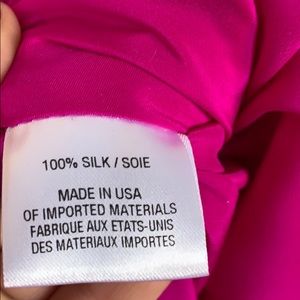 100% SILK / SOIE
MADE IN USA
OF IMPORTED MATERIALS
FABRIQUE AUX ETATS-UNIS
DES MATERIAUX IMPORTES